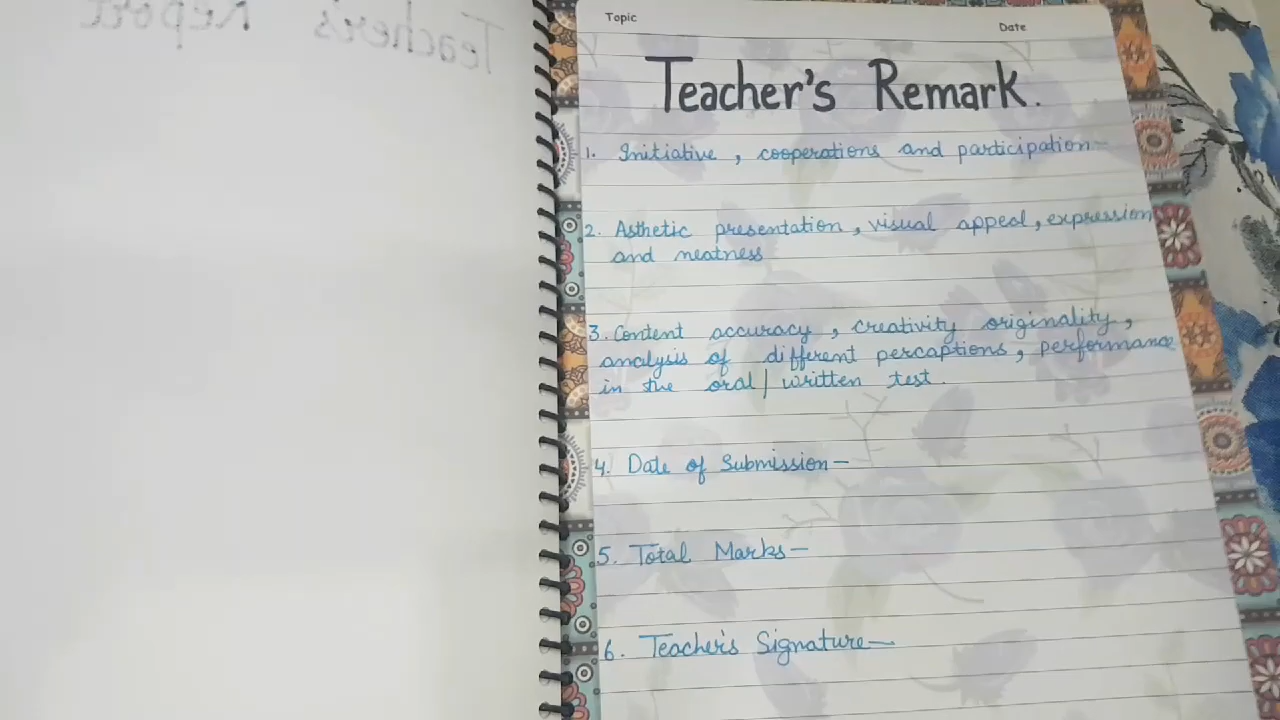 Teacher's Report
Topic
Date
Teacher's Remark.
1. Initiative, cooperations and participation-
2. Asthetic presentation, visual appeal, expression
and neatness
3. Content accuracy, creativity originality,
analysis of different percaptions, performance
in the oral/written test.
4. Date of Submission-
5. Total Marks-
6. Teacher's Signature-